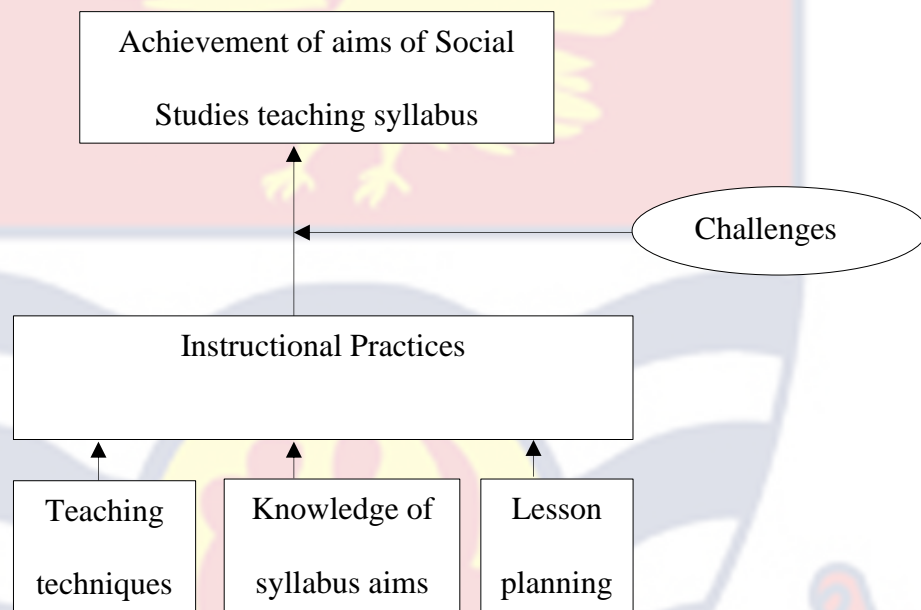 Achievement of aims of Social
Studies teaching syllabus
Challenges
Instructional Practices
Teaching
techniques
Knowledge of
syllabus aims
Lesson
planning